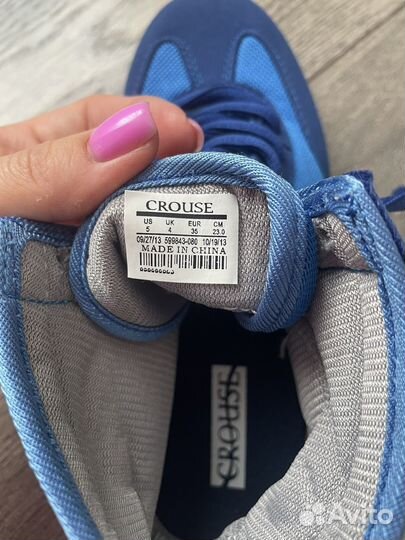 CROUSE
US UK EUR CM
5 4 35 23.0
09/27/13 599843-080 10/19/13
MADE IN CHINA
CROUSE
Avito